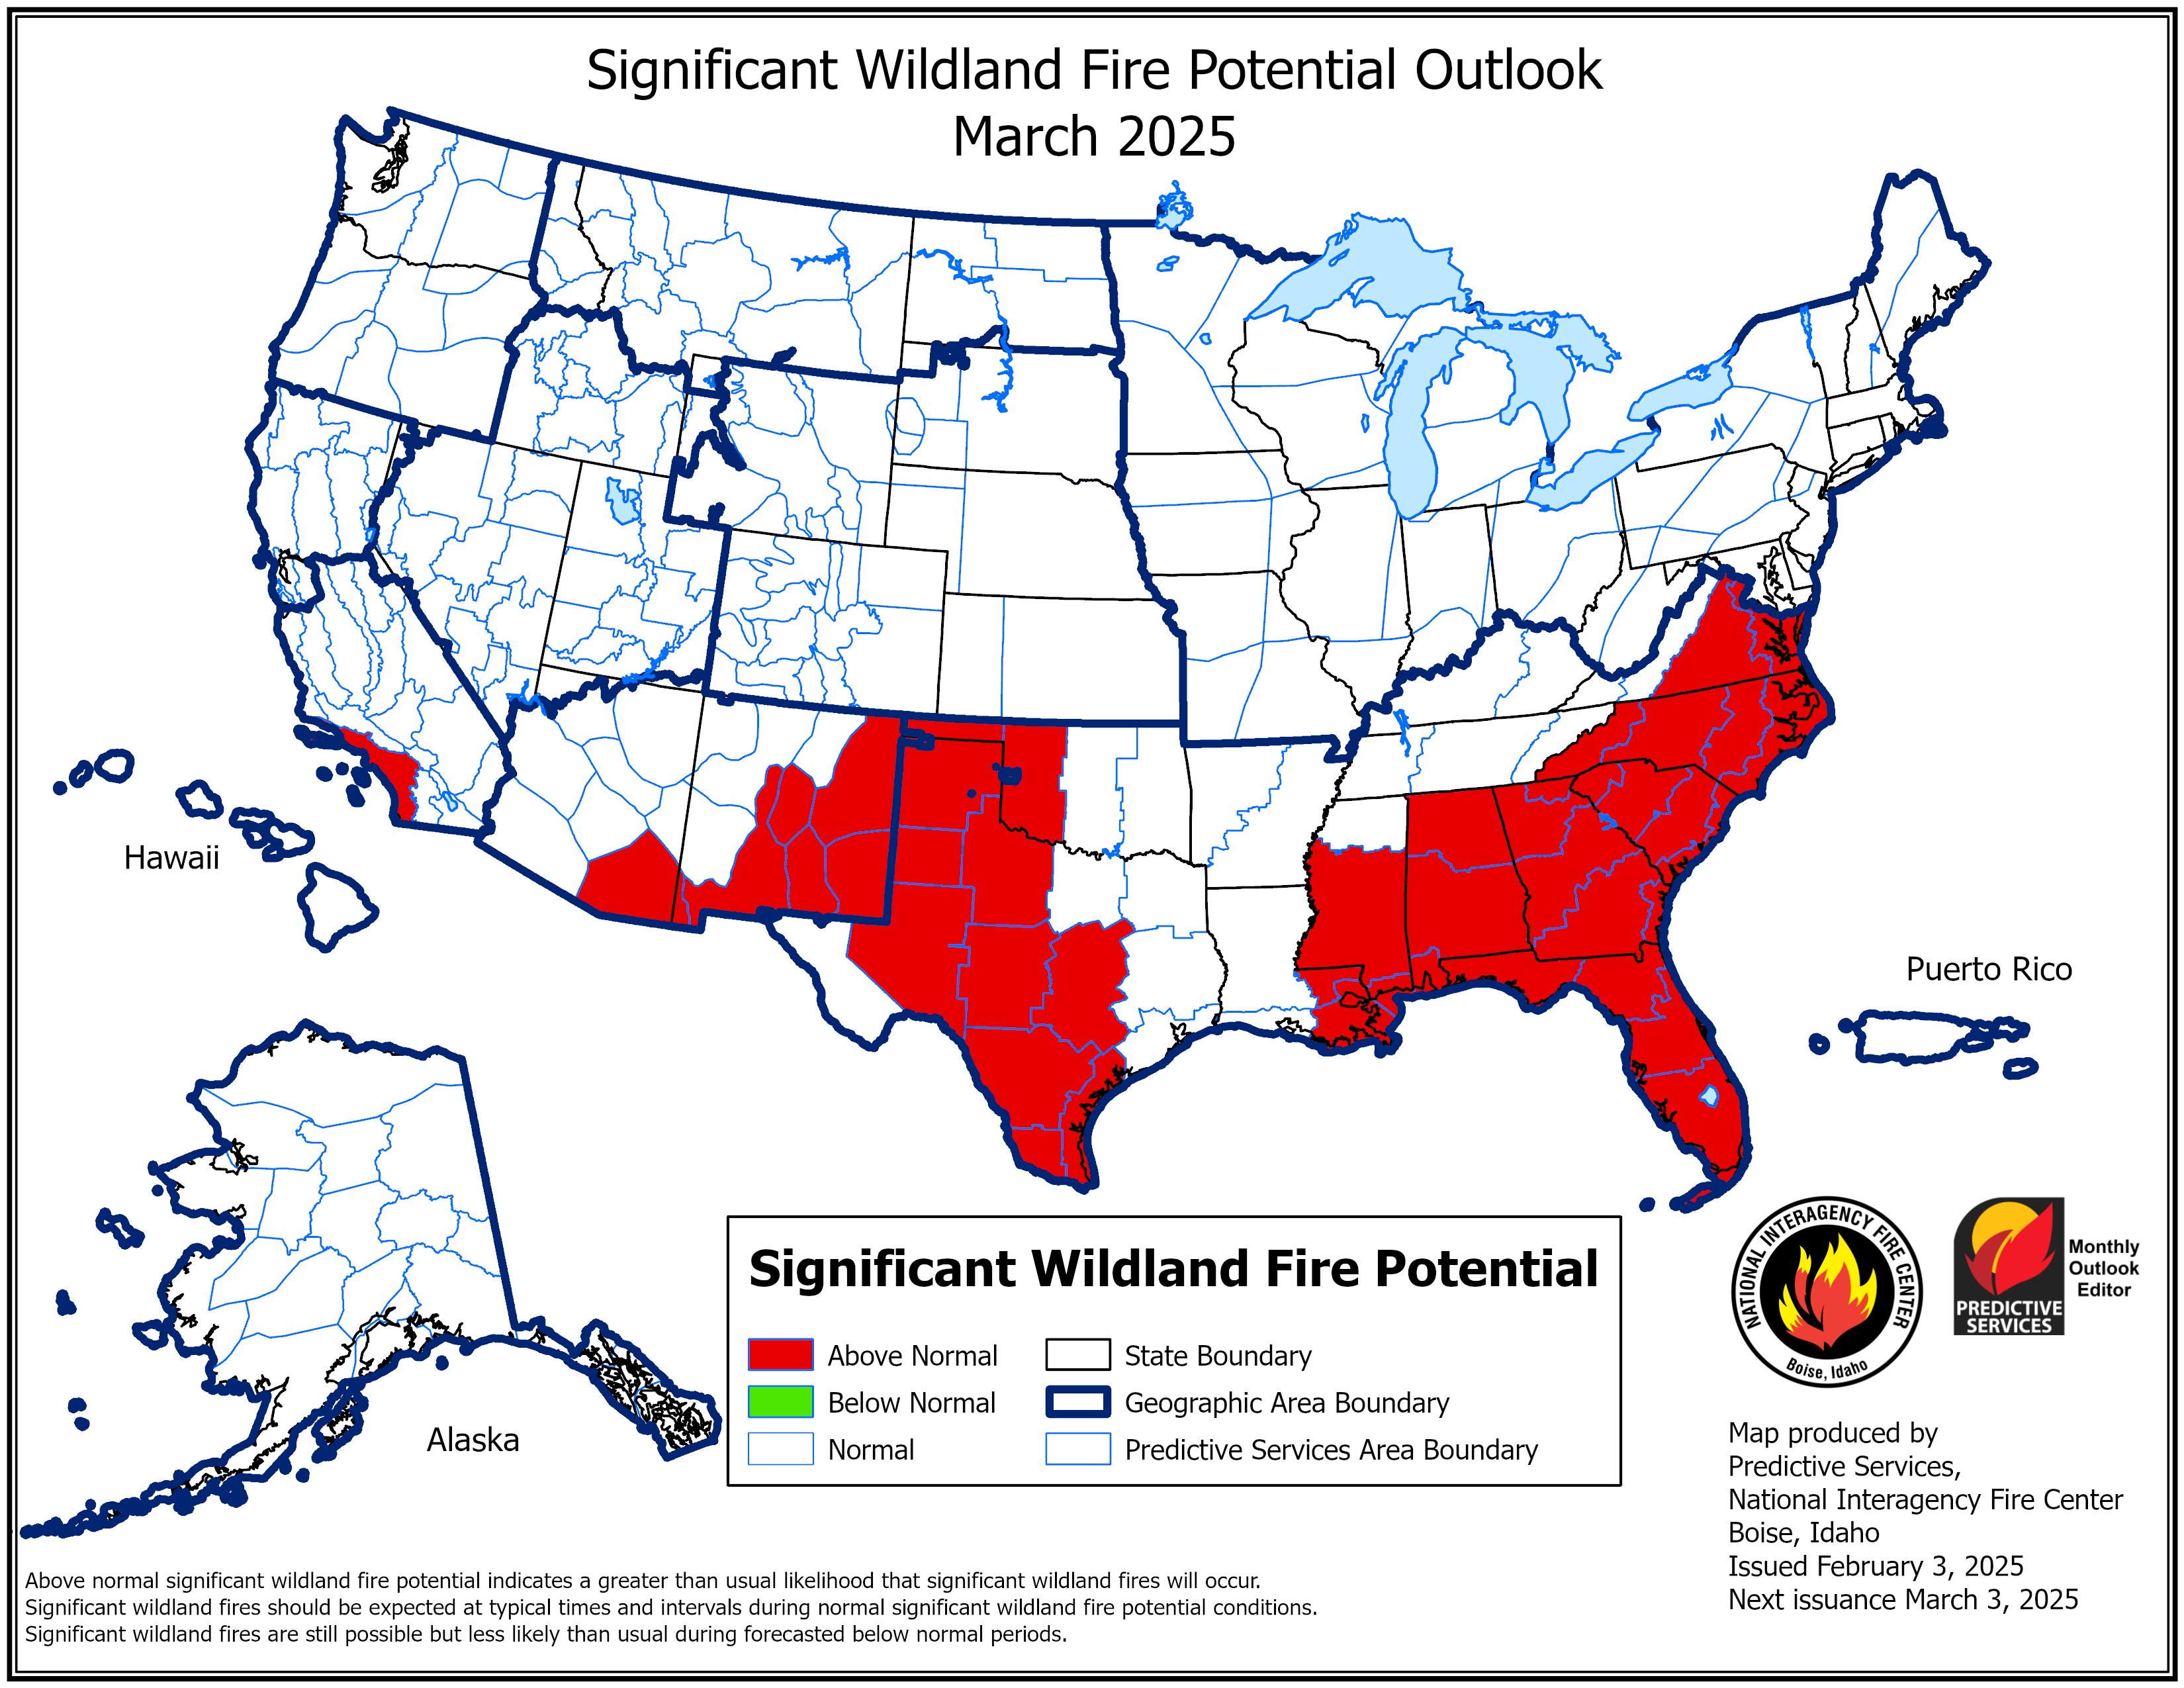 Significant Wildland Fire Potential Outlook
March 2025
Hawaii
Puerto Rico
Alaska
Significant Wildland Fire Potential
Above Normal
Below Normal
Normal
State Boundary
Geographic Area Boundary
Predictive Services Area Boundary
NATIONAL INTERAGENCY FIRE CENTER
Boise, Idaho
PREDICTIVE
SERVICES
Monthly
Outlook
Editor
Map produced by
Predictive Services,
National Interagency Fire Center
Boise, Idaho
Issued February 3, 2025
Next issuance March 3, 2025
Above normal significant wildland fire potential indicates a greater than usual likelihood that significant wildland fires will occur.
Significant wildland fires should be expected at typical times and intervals during normal significant wildland fire potential conditions.
Significant wildland fires are still possible but less likely than usual during forecasted below normal periods.